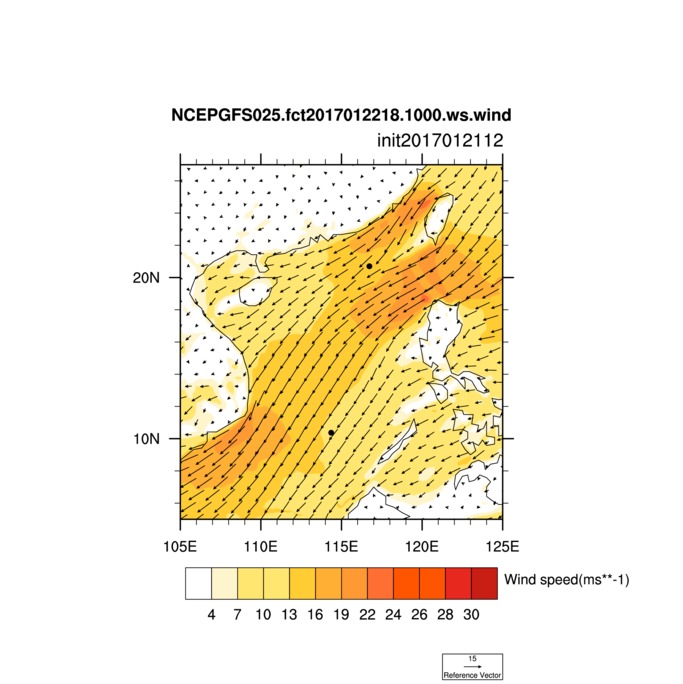 NCEPGFS025.fct2017012218.1000.ws.wind
init2017012112
20N
10N
105E 110E 115E 120E 125E
Wind speed(ms**-1)
4 7 10 13 16 19 22 24 26 28 30
15
Reference Vector